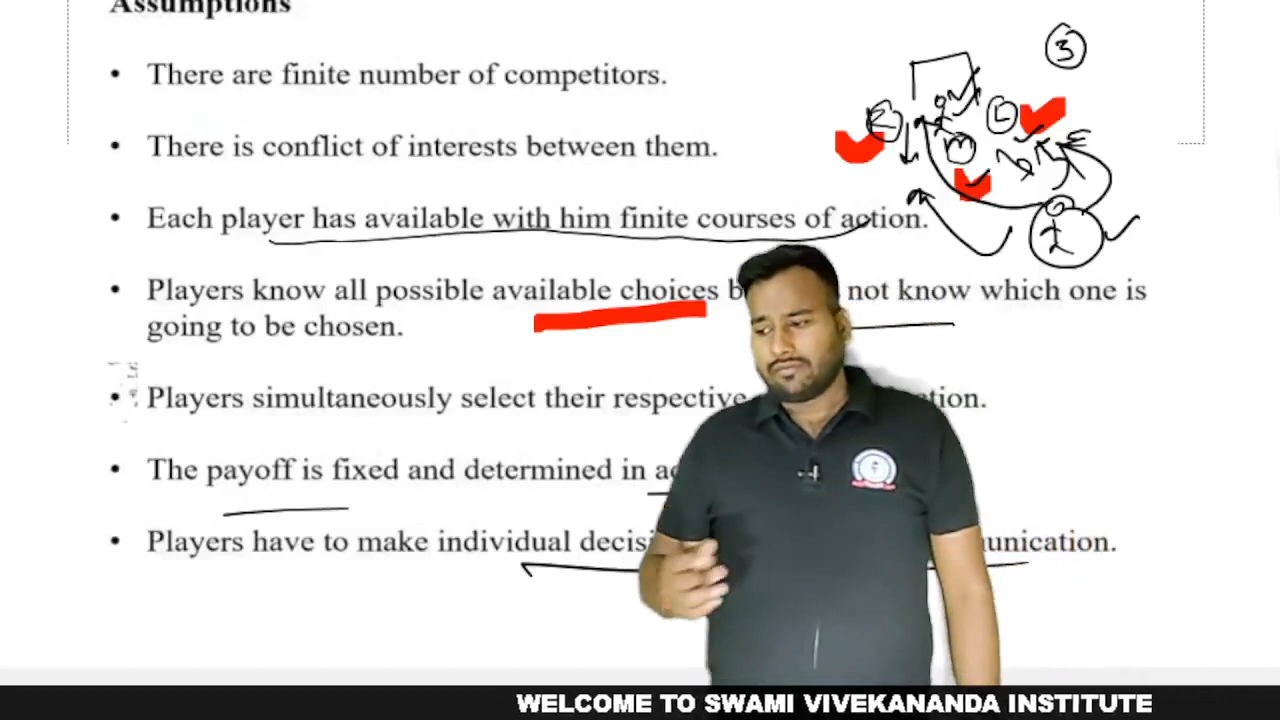 Assumptions
• There are finite number of competitors.
3
• There is conflict of interests between them.
L
m
• Each player has available with him finite courses of action.
• Players know all possible available choices not know which one is
going to be chosen.
• Players simultaneously select their respective
• The payoff is fixed and determined in
• Players have to make individual
WELCOME TO SWAMI VIVEKANANDA INSTITUTE